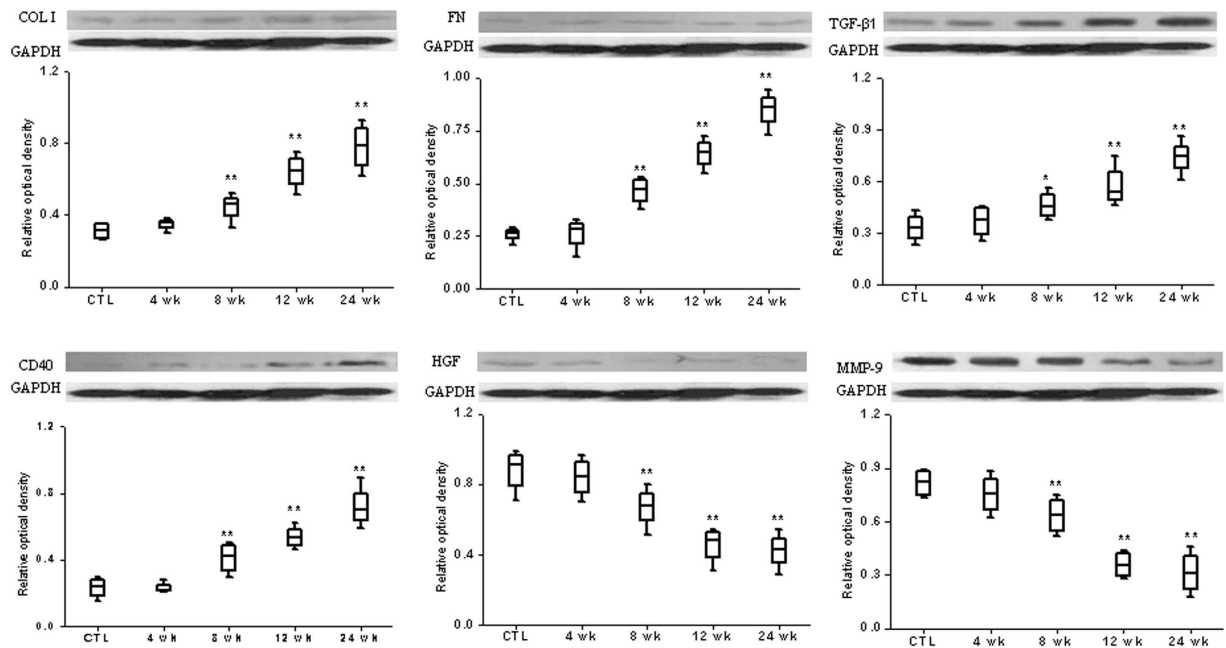 COL I
GAPDH
Relative optical density
1.2
0.8
0.4
0.0
**
**
**
CTL 4 wk 8 wk 12 wk 24 wk
FN
GAPDH
Relative optical density
1.00
0.75
0.50
0.25
0.00
**
**
**
CTL 4 wk 8 wk 12 wk 24 wk
TGF-β1
GAPDH
Relative optical density
1.2
0.9
0.6
0.3
0.0
*
**
**
CTL 4 wk 8 wk 12 wk 24 wk
CD40
GAPDH
Relative optical density
1.2
0.8
0.4
0.0
**
**
**
CTL 4 wk 8 wk 12 wk 24 wk
HGF
GAPDH
Relative optical density
1.2
0.8
0.4
0.0
**
**
**
CTL 4 wk 8 wk 12 wk 24 wk
MMP-9
GAPDH
Relative optical density
1.2
0.9
0.6
0.3
0.0
**
**
**
CTL 4 wk 8 wk 12 wk 24 wk